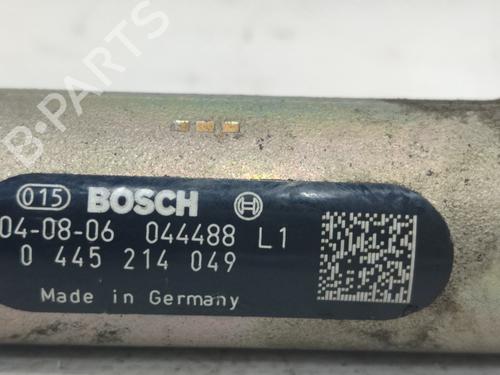 B-PARTS
015 BOSCH
04-08-06 044488 L1
0 445 214 049
Made in Germany